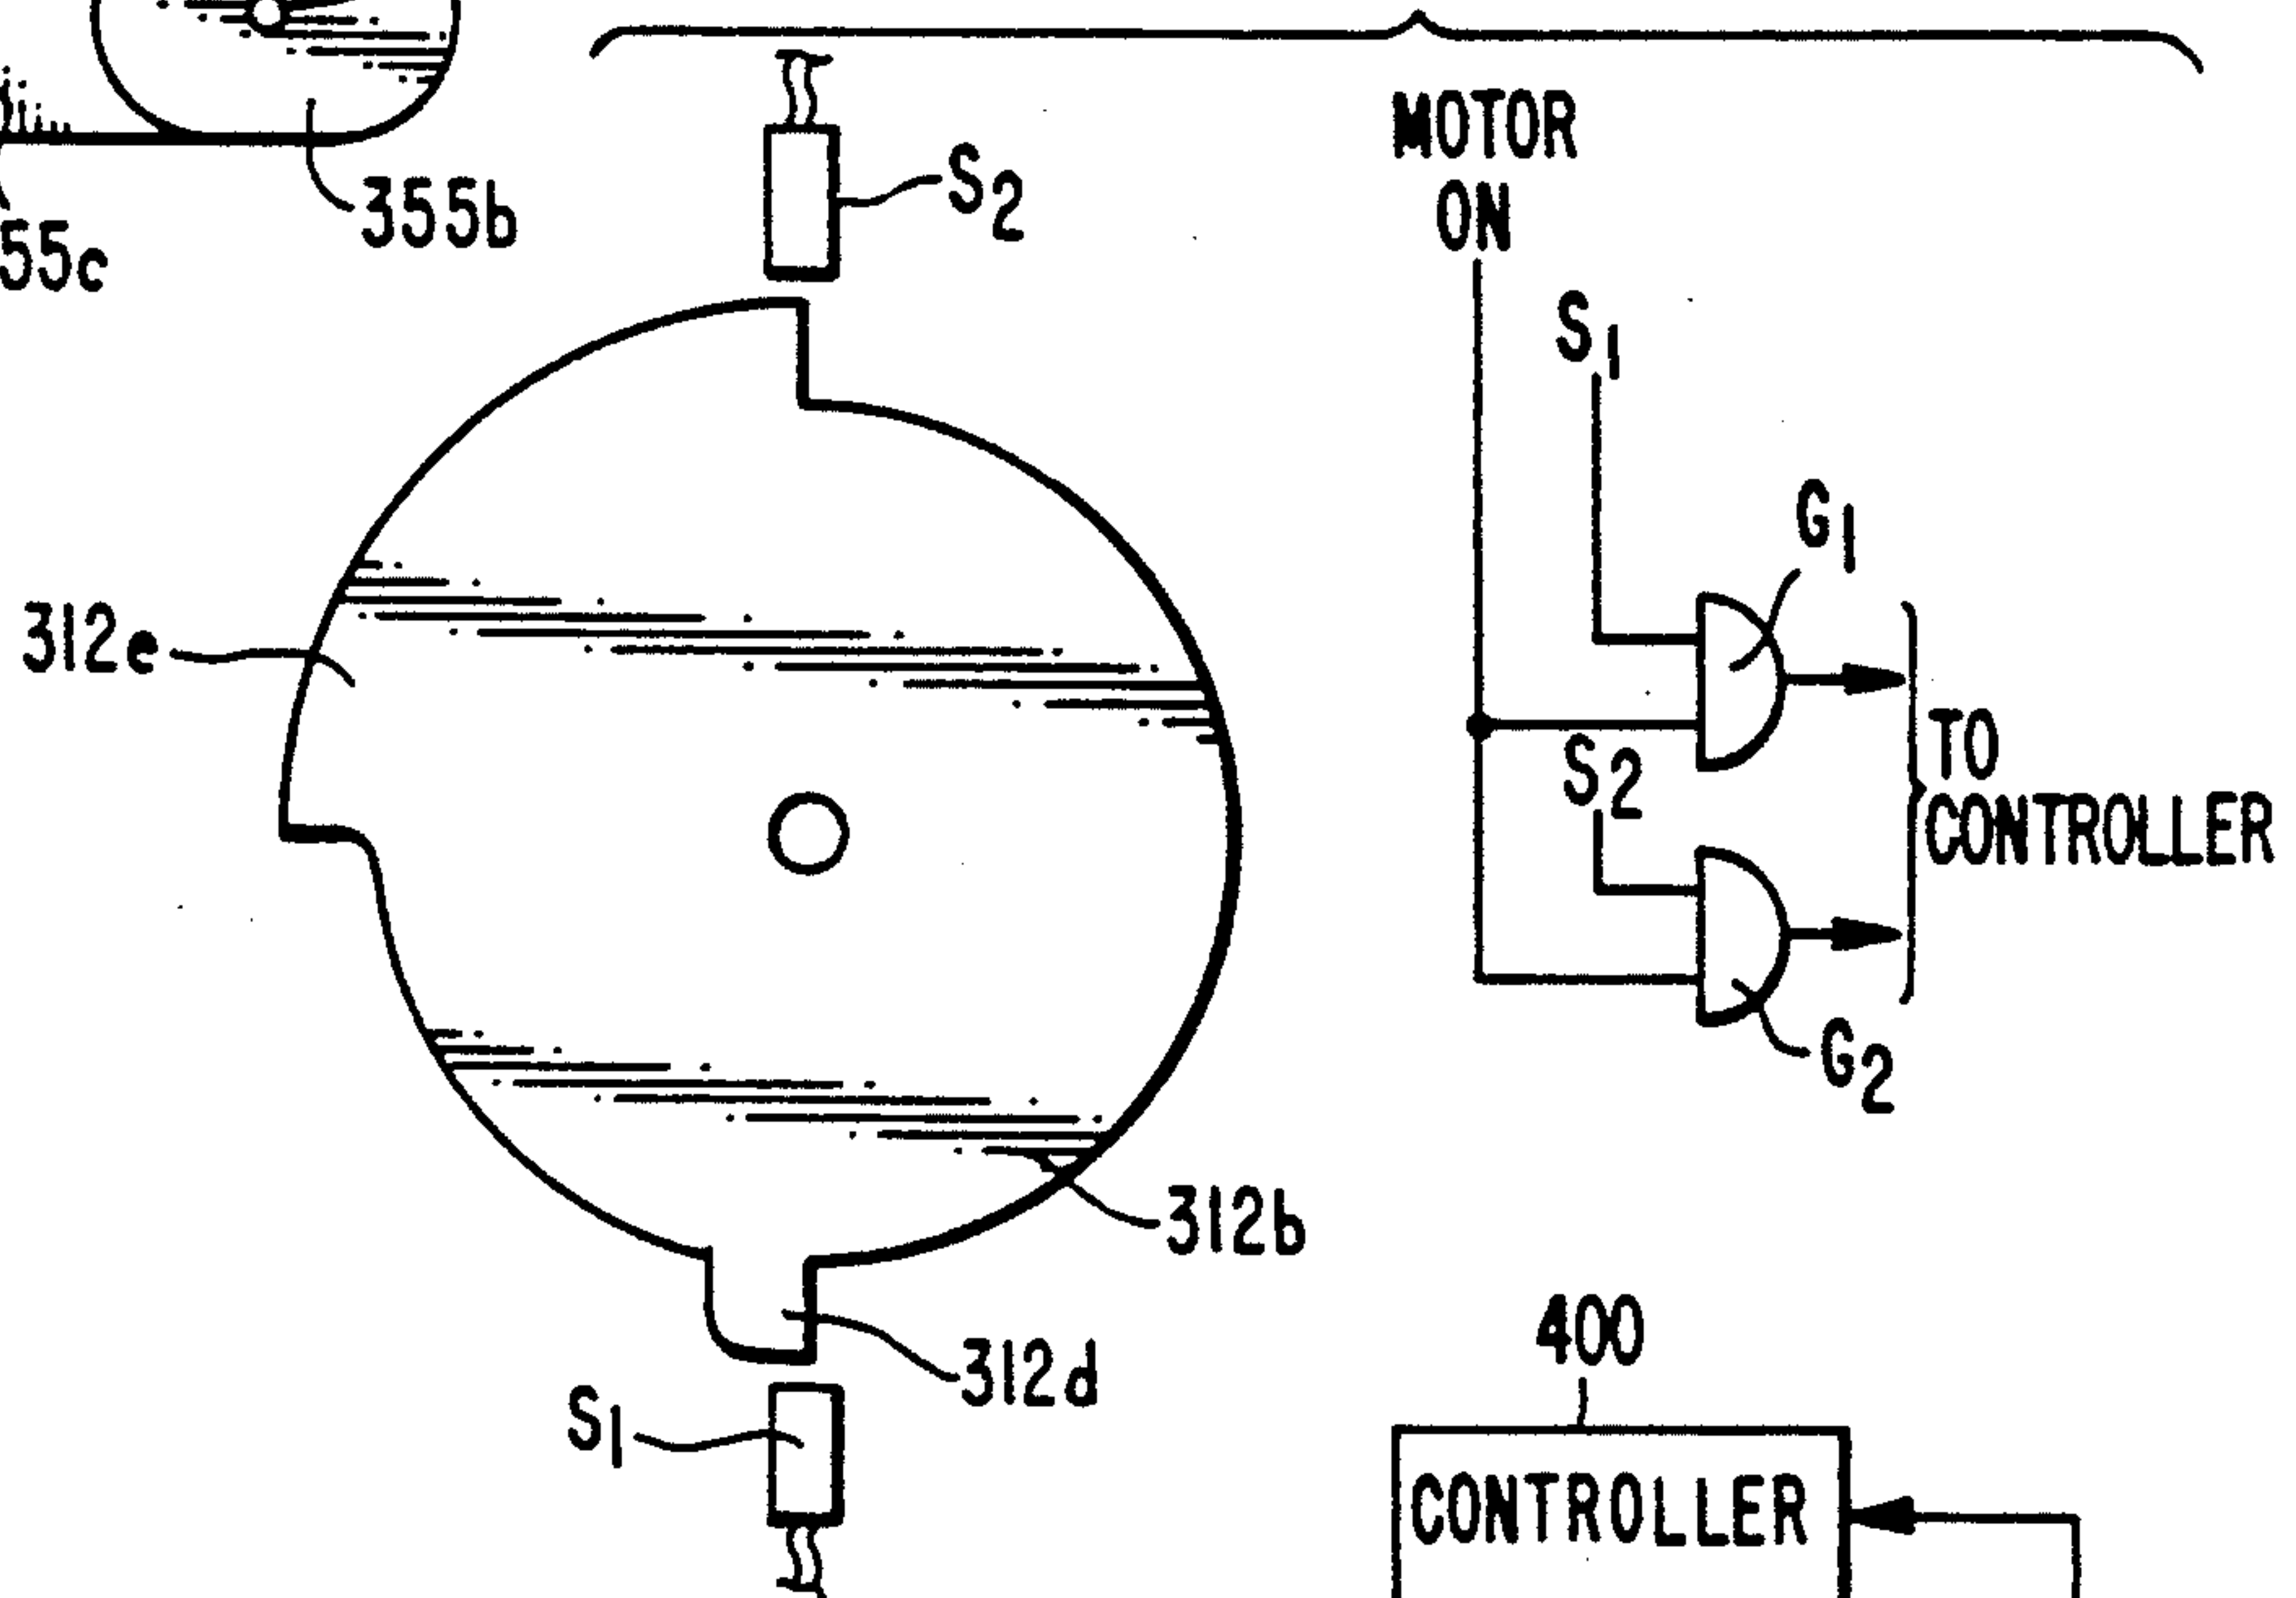 355b
55c
S2
MOTOR
ON
S1
G1
312e
S2
TO
CONTROLLER
G2
312b
312d
S1
400
CONTROLLER